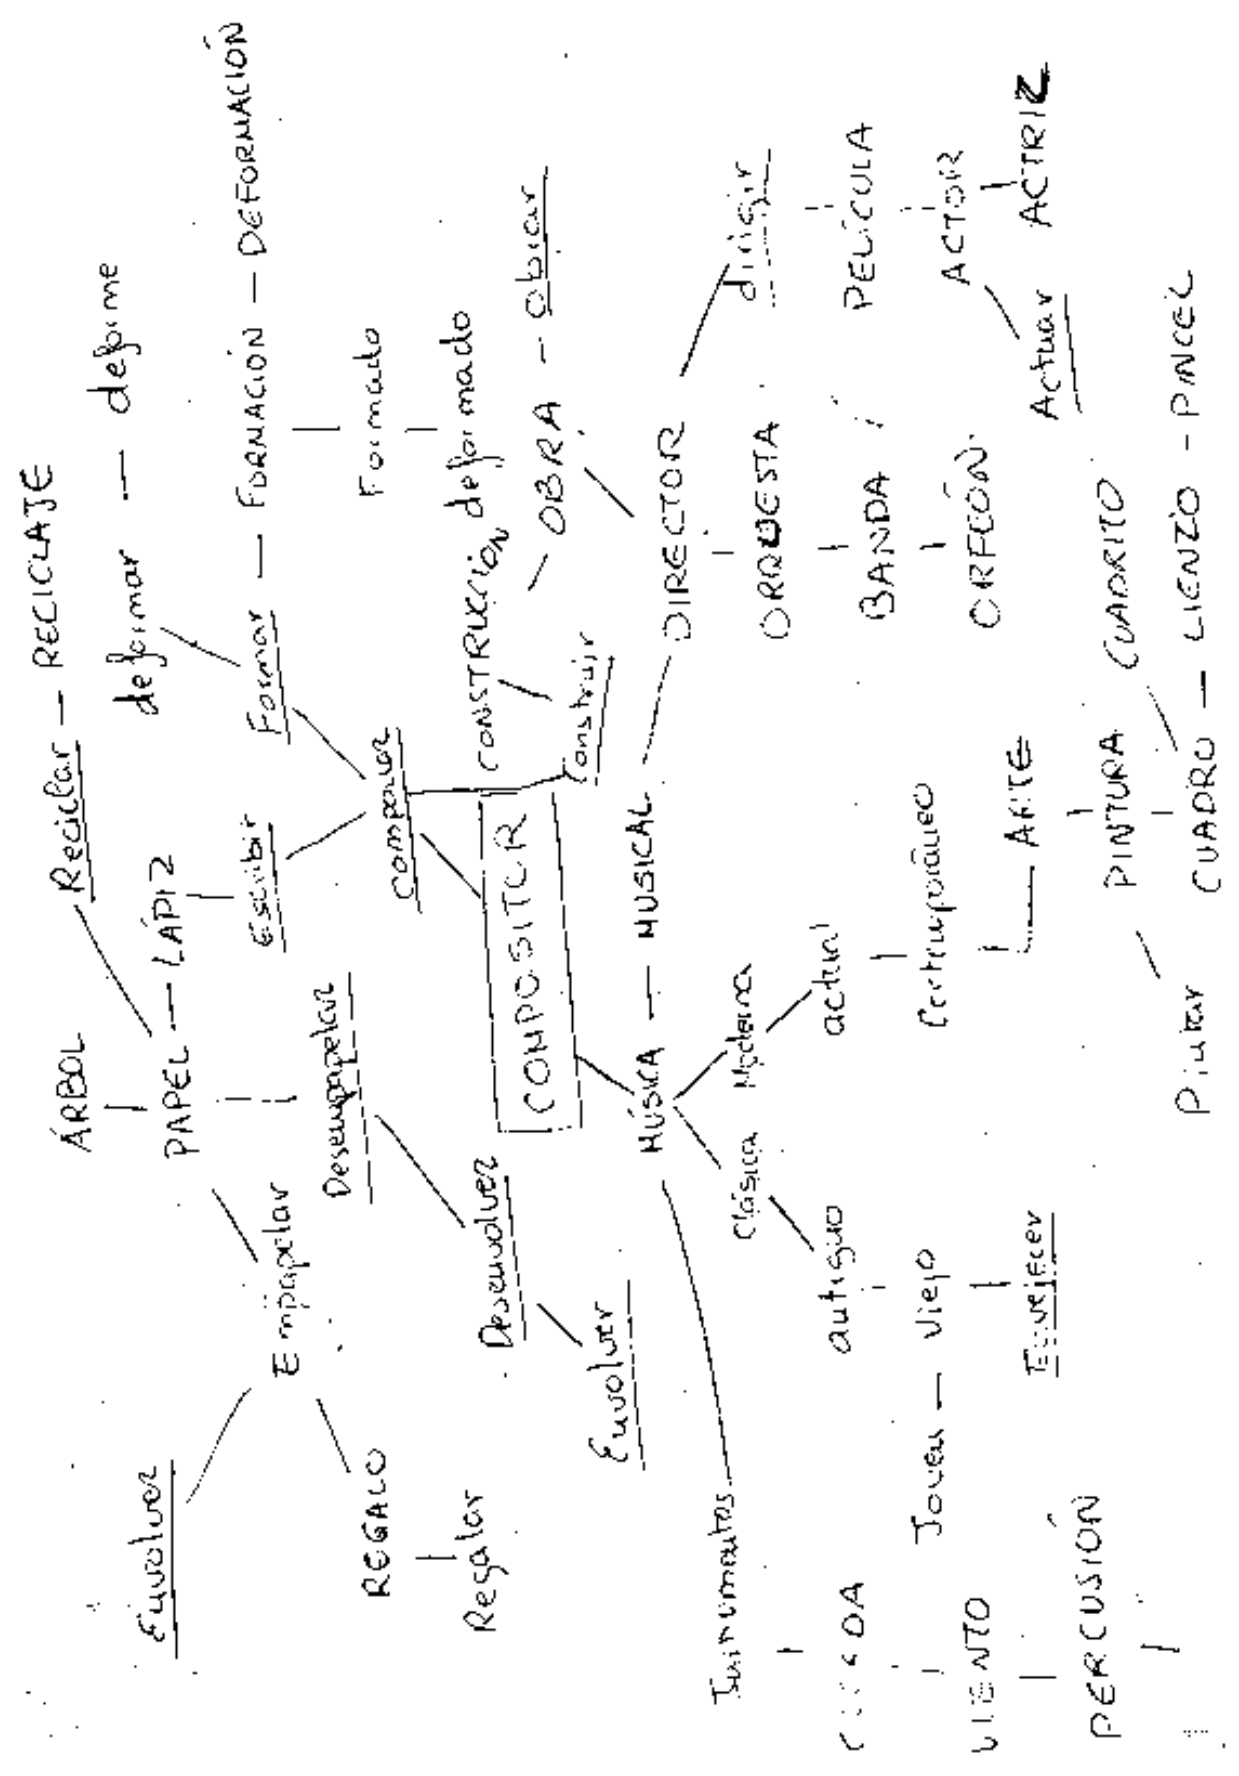 ÁRBOL
Reciclar — RECICLAJE
Envolver
PAPEL — LÁPIZ
deformar — deforme
Empapelar
Escribir
Formar — FORMACIÓN — DEFORMACIÓN
Desempapelar
REGALO
componer
Formado
Regalar
Desenvolver
CONSTRUCCIÓN
deformado
COMPOSITOR
OBRA
Envolver
construir
MÚSICA — MUSICAL
DIRECTOR
dirigir
Clásica
Moderna
Instrumentos
ORQUESTA
PELÍCULA
antiguo
actual
CUERDA
BANDA
ACTOR
Joven — Viejo
Contemporáneo
VIENTO
ORFEÓN
Actuar
ACTRIZ
Envejecer
ARTE
PERCUSIÓN
PINTURA
CUADRITO
Pintar
CUADRO — LIENZO - PINCEL